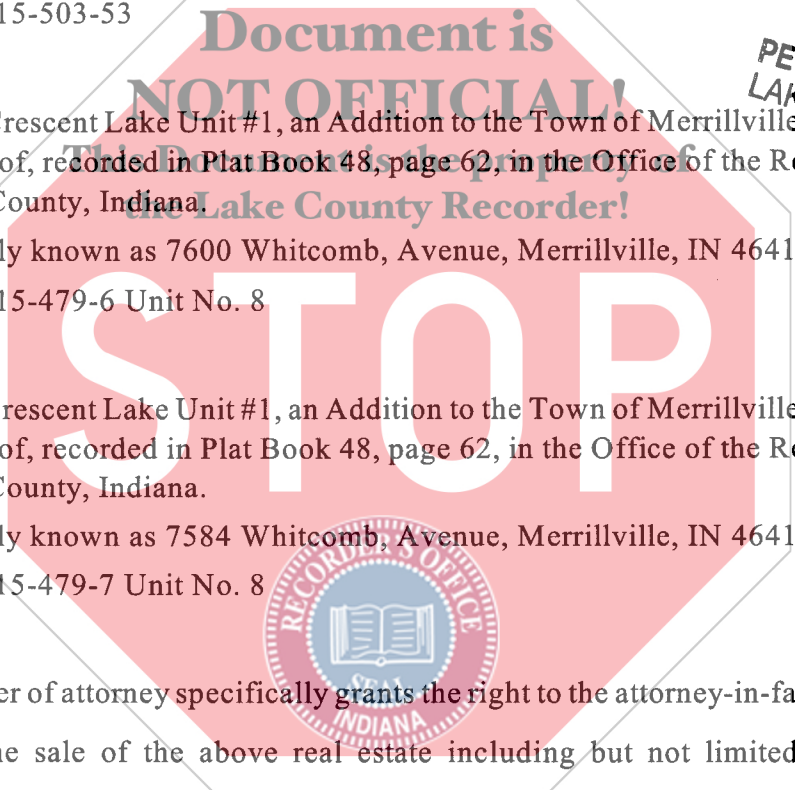 15-503-53
Document is
PE
NOT OFFICIAL!
LAK
Crescent Lake Unit #1, an Addition to the Town of Merrillville
of, recorded in Plat Book 48, page 62, in the Office of the Re
This Document is the property of
County, Indiana.
the Lake County Recorder!
ly known as 7600 Whitcomb, Avenue, Merrillville, IN 4641
15-479-6 Unit No. 8
STOP
Crescent Lake Unit #1, an Addition to the Town of Merrillville
of, recorded in Plat Book 48, page 62, in the Office of the Re
County, Indiana.
ly known as 7584 Whitcomb, Avenue, Merrillville, IN 4641
15-479-7 Unit No. 8
RECORDER'S OFFICE
SEAL
INDIANA
er of attorney specifically grants the right to the attorney-in-fa
he sale of the above real estate including but not limited